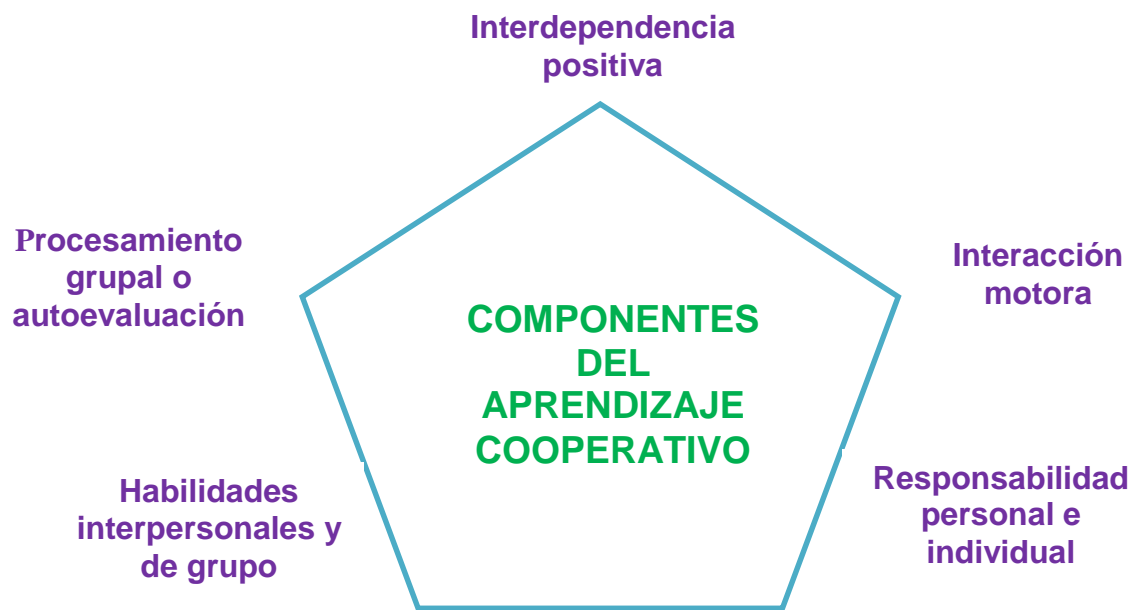 Interdependencia
positiva
Procesamiento
grupal o
autoevaluación
Interacción
motora
COMPONENTES
DEL
APRENDIZAJE
COOPERATIVO
Habilidades
interpersonales y
de grupo
Responsabilidad
personal e
individual